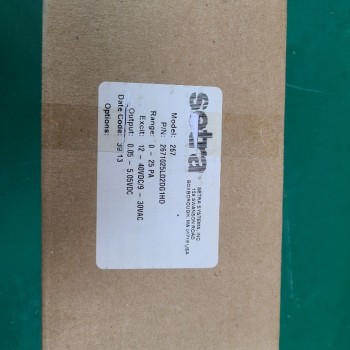 setra
SETRA SYSTEMS, INC.
159 SWANSON ROAD
BOXBOROUGH, MA 01719 USA
Model: 267
P/N: 2671025LD2DG1HD
Range: 0 - 25 PA
Excit: 12 - 40VDC/9 - 30VAC
Output: 0.05 - 5.05VDC
Date Code: 39 13
Options: